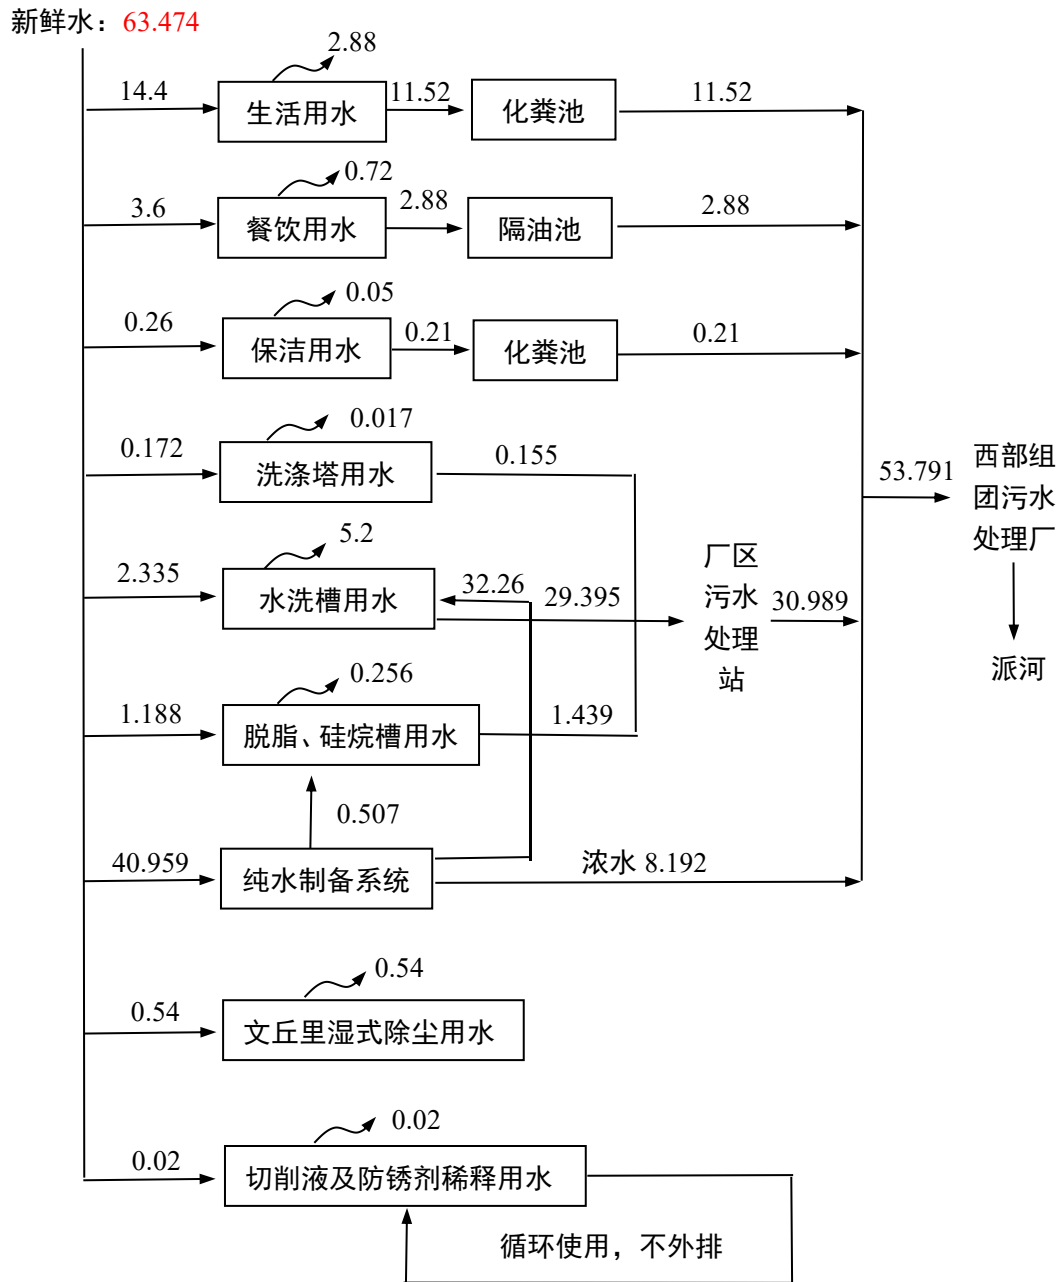 新鲜水：63.474
2.88
14.4
生活用水
11.52
化粪池
11.52
0.72
3.6
餐饮用水
2.88
隔油池
2.88
0.05
0.26
保洁用水
0.21
化粪池
0.21
0.017
0.172
洗涤塔用水
0.155
53.791
西部组
团污水
处理厂
派河
5.2
2.335
水洗槽用水
32.26
29.395
厂区
污水
处理
站
30.989
0.256
1.188
脱脂、硅烷槽用水
1.439
0.507
40.959
纯水制备系统
浓水 8.192
0.54
0.54
文丘里湿式除尘用水
0.02
0.02
切削液及防锈剂稀释用水
循环使用，不外排